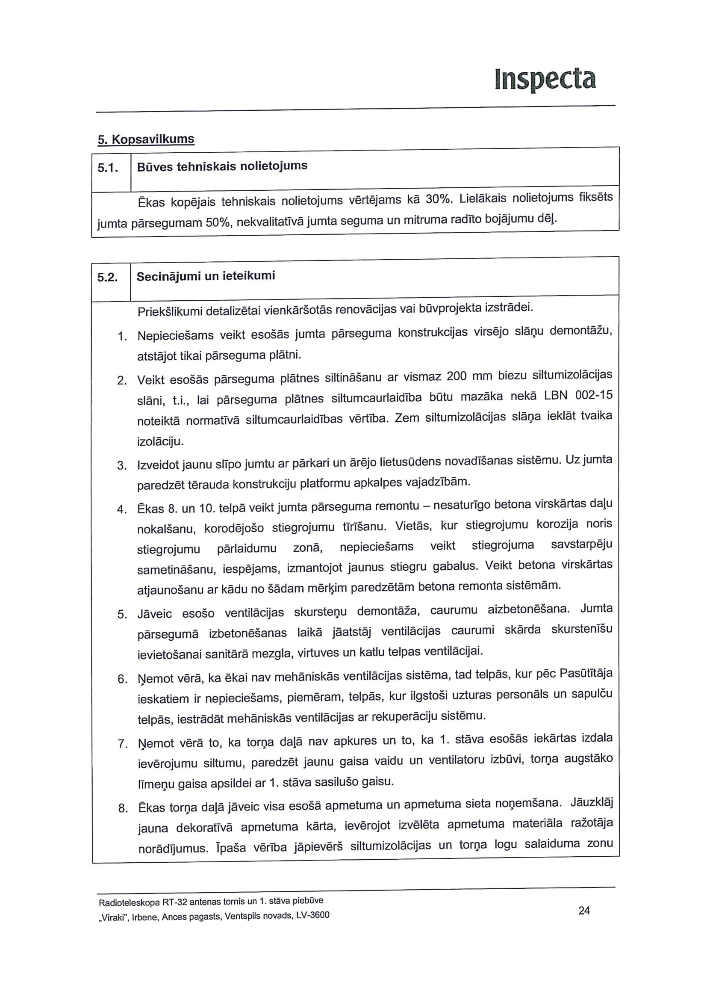 Inspecta
5. Kopsavilkums
5.1. Būves tehniskais nolietojums
Ēkas kopējais tehniskais nolietojums vērtējams kā 30%. Lielākais nolietojums fiksēts
jumta pārsegumam 50%, nekvalitatīvā jumta seguma un mitruma radīto bojājumu dēļ.
5.2. Secinājumi un ieteikumi
Priekšlikumi detalizētai vienkāršotās renovācijas vai būvprojekta izstrādei.
1. Nepieciešams veikt esošās jumta pārseguma konstrukcijas virsējo slāņu demontāžu,
atstājot tikai pārseguma plātni.
2. Veikt esošās pārseguma plātnes siltināšanu ar vismaz 200 mm biezu siltumizolācijas
slāni, t.i., lai pārseguma plātnes siltumcaurlaidība būtu mazāka nekā LBN 002-15
noteiktā normatīvā siltumcaurlaidības vērtība. Zem siltumizolācijas slāņa ieklāt tvaika
izolāciju.
3. Izveidot jaunu slīpo jumtu ar pārkari un ārējo lietusūdens novadīšanas sistēmu. Uz jumta
paredzēt tērauda konstrukciju platformu apkalpes vajadzībām.
4. Ēkas 8. un 10. telpā veikt jumta pārseguma remontu – nesaturīgo betona virskārtas daļu
nokalšanu, korodējošo stiegrojumu tīrīšanu. Vietās, kur stiegrojumu korozija noris
stiegrojumu pārlaidumu zonā, nepieciešams veikt stiegrojuma savstarpēju
sametināšanu, iespējams, izmantojot jaunus stiegru gabalus. Veikt betona virskārtas
atjaunošanu ar kādu no šādam mērķim paredzētām betona remonta sistēmām.
5. Jāveic esošo ventilācijas skursteņu demontāža, caurumu aizbetonēšana. Jumta
pārsegumā izbetonēšanas laikā jāatstāj ventilācijas caurumi skārda skurstenīšu
ievietošanai sanitārā mezgla, virtuves un katlu telpas ventilācijai.
6. Ņemot vērā, ka ēkai nav mehāniskās ventilācijas sistēma, tad telpās, kur pēc Pasūtītāja
ieskatiem ir nepieciešams, piemēram, telpās, kur ilgstoši uzturas personāls un sapulču
telpās, iestrādāt mehāniskās ventilācijas ar rekuperāciju sistēmu.
7. Ņemot vērā to, ka torņa daļā nav apkures un to, ka 1. stāva esošās iekārtas izdala
ievērojumu siltumu, paredzēt jaunu gaisa vaidu un ventilatoru izbūvi, torņa augstāko
līmeņu gaisa apsildei ar 1. stāva sasilušo gaisu.
8. Ēkas torņa daļā jāveic visa esošā apmetuma un apmetuma sieta noņemšana. Jāuzklāj
jauna dekoratīvā apmetuma kārta, ievērojot izvēlēta apmetuma materiāla ražotāja
norādījumus. Īpaša vērība jāpievērš siltumizolācijas un torņa logu salaiduma zonu
Radioteleskopa RT-32 antenas tornis un 1. stāva piebūve
„Viraki”, Irbene, Ances pagasts, Ventspils novads, LV-3600
24